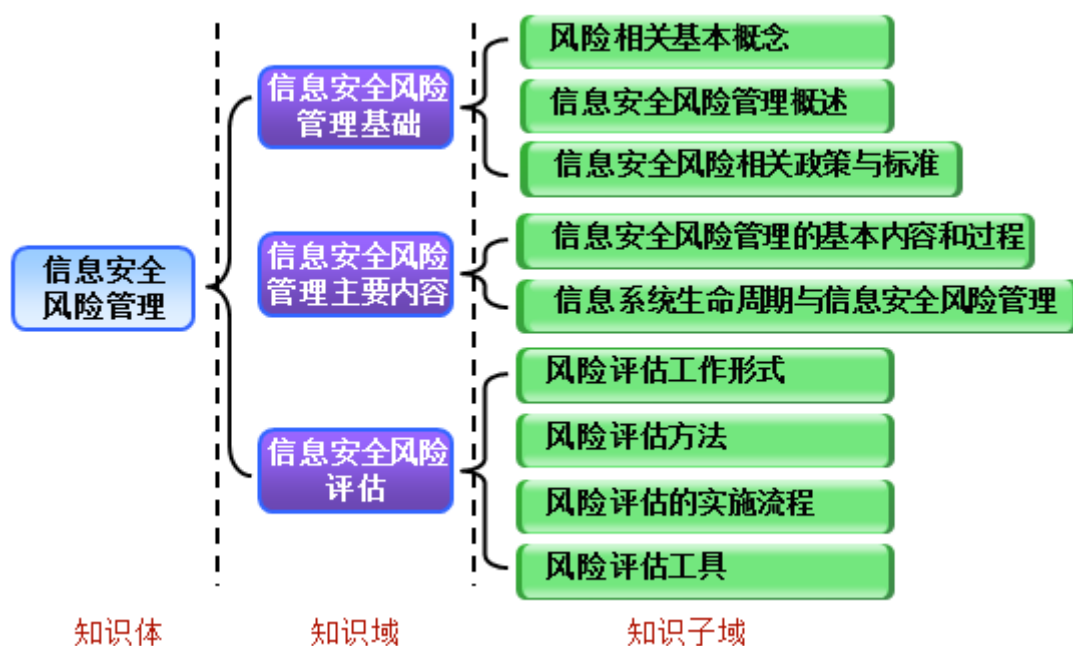 信息安全
风险管理
信息安全风险
管理基础
风险相关基本概念
信息安全风险管理概述
信息安全风险相关政策与标准
信息安全风险
管理主要内容
信息安全风险管理的基本内容和过程
信息系统生命周期与信息安全风险管理
信息安全风险
评估
风险评估工作形式
风险评估方法
风险评估的实施流程
风险评估工具
知识体
知识域
知识子域